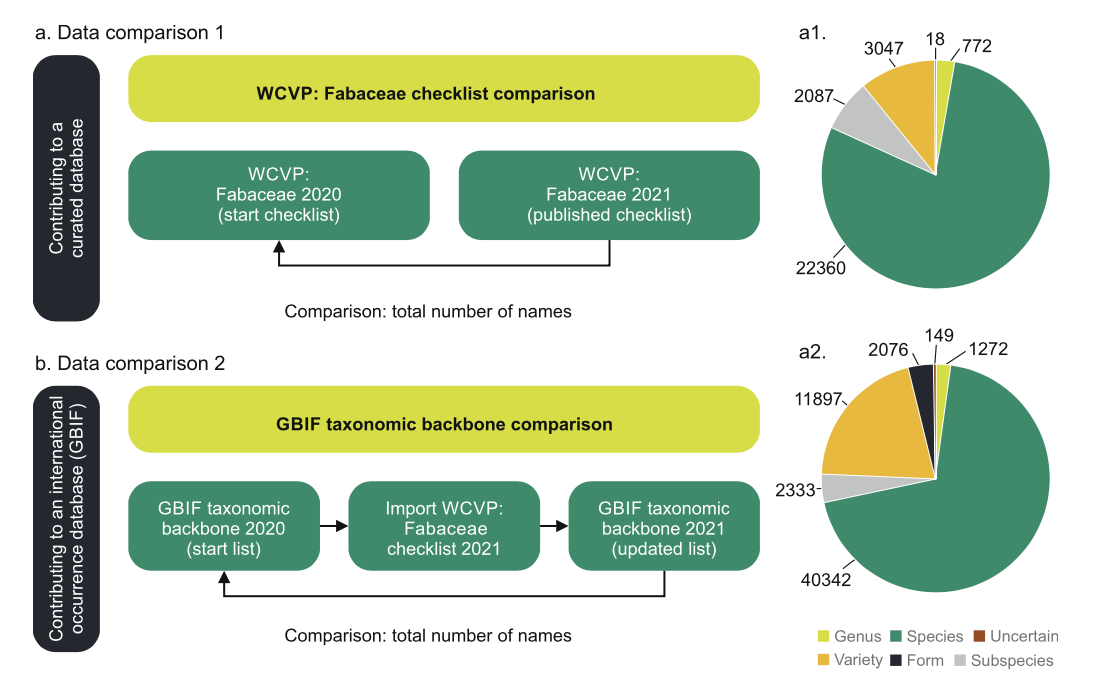 a. Data comparison 1
Contributing to a
curated database
WCVP: Fabaceae checklist comparison
WCVP:
Fabaceae 2020
(start checklist)
WCVP:
Fabaceae 2021
(published checklist)
Comparison: total number of names
a1.
18
772
3047
2087
22360
b. Data comparison 2
Contributing to an international
occurrence database (GBIF)
GBIF taxonomic backbone comparison
GBIF taxonomic
backbone 2020
(start list)
Import WCVP:
Fabaceae
checklist 2021
GBIF taxonomic
backbone 2021
(updated list)
Comparison: total number of names
a2.
149
2076
1272
11897
2333
40342
Genus Species Uncertain
Variety Form Subspecies